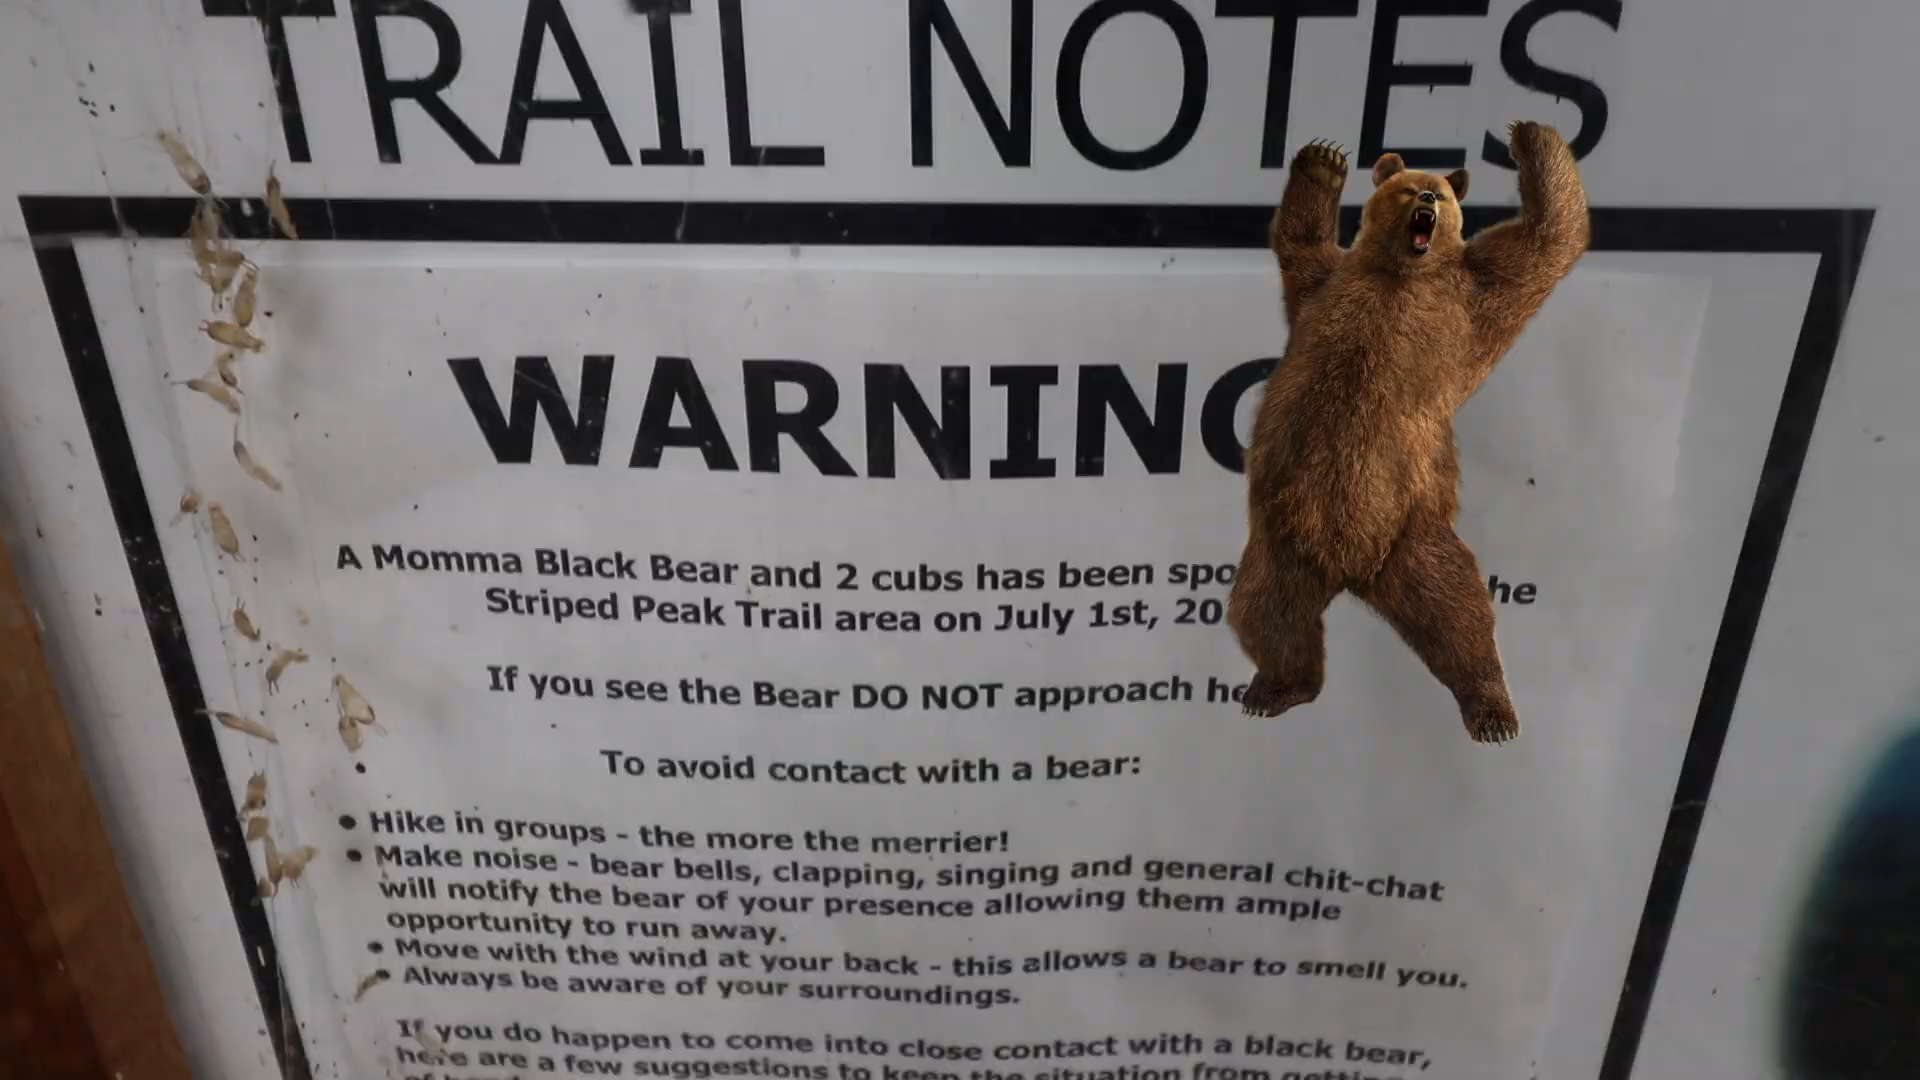 TRAIL NOTES
WARNING
A Momma Black Bear and 2 cubs has been he
Striped Peak Trail area on July 1st,
If you see the Bear DO NOT approach
To avoid contact with a bear:
• Hike in groups - the more the merrier!
• Make noise - bear bells, clapping, singing and general chit-chat
will notify the bear of your presence allowing them ample
opportunity to run away.
• Move with the wind at your back - this allows a bear to smell you.
• Always be aware of your surroundings.
If you do happen to come into close contact with a black bear,
here are a few suggestions to keep the situation from